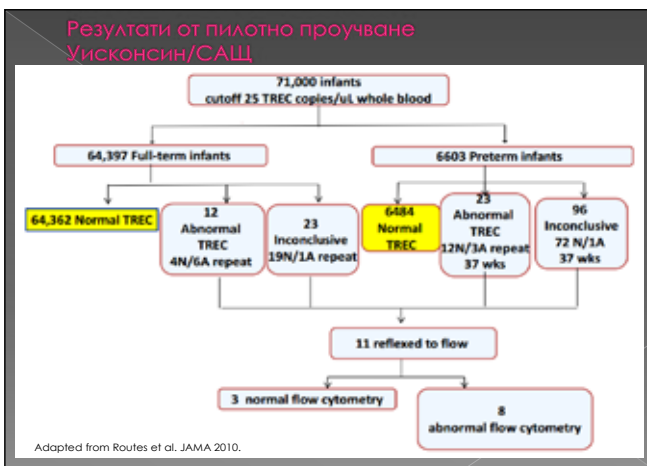 Резултати от пилотно проучване
Уисконсин/САЩ
71,000 infants
cutoff 25 TREC copies/uL whole blood
64,397 Full-term infants
6603 Preterm infants
64,362 Normal TREC
12
Abnormal
TREC
4N/6A repeat
23
Inconclusive
19N/1A repeat
6484
Normal
TREC
23
Abnormal
TREC
12N/3A repeat
37 wks
96
Inconclusive
72 N/1A
37 wks
11 reflexed to flow
3 normal flow cytometry
8
abnormal flow cytometry
Adapted from Routes et al. JAMA 2010.